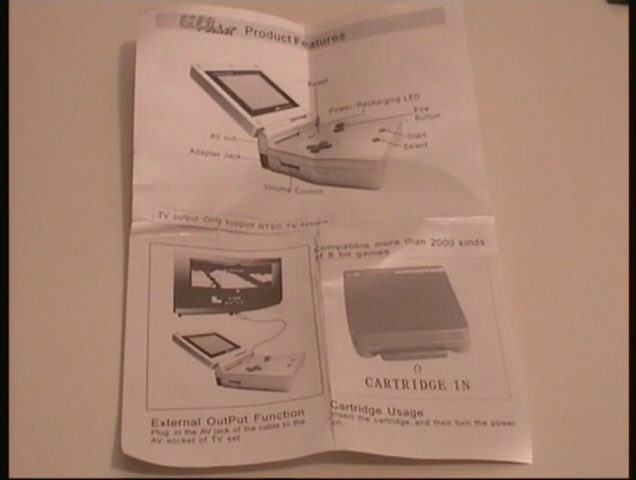 Product Features
Reset
Power Recharging LED
Fire
Button
AV out
Start
Select
Adapter Jack
Volume Control
TV output Only support NTSC TV system
compatible more than 2000 kinds
of 8 bit games
CARTRIDGE IN
External OutPut Function
Plug in the AV jack of the cable to the
AV socket of TV set
Cartridge Usage
Insert the cartridge, and then turn the power
on.